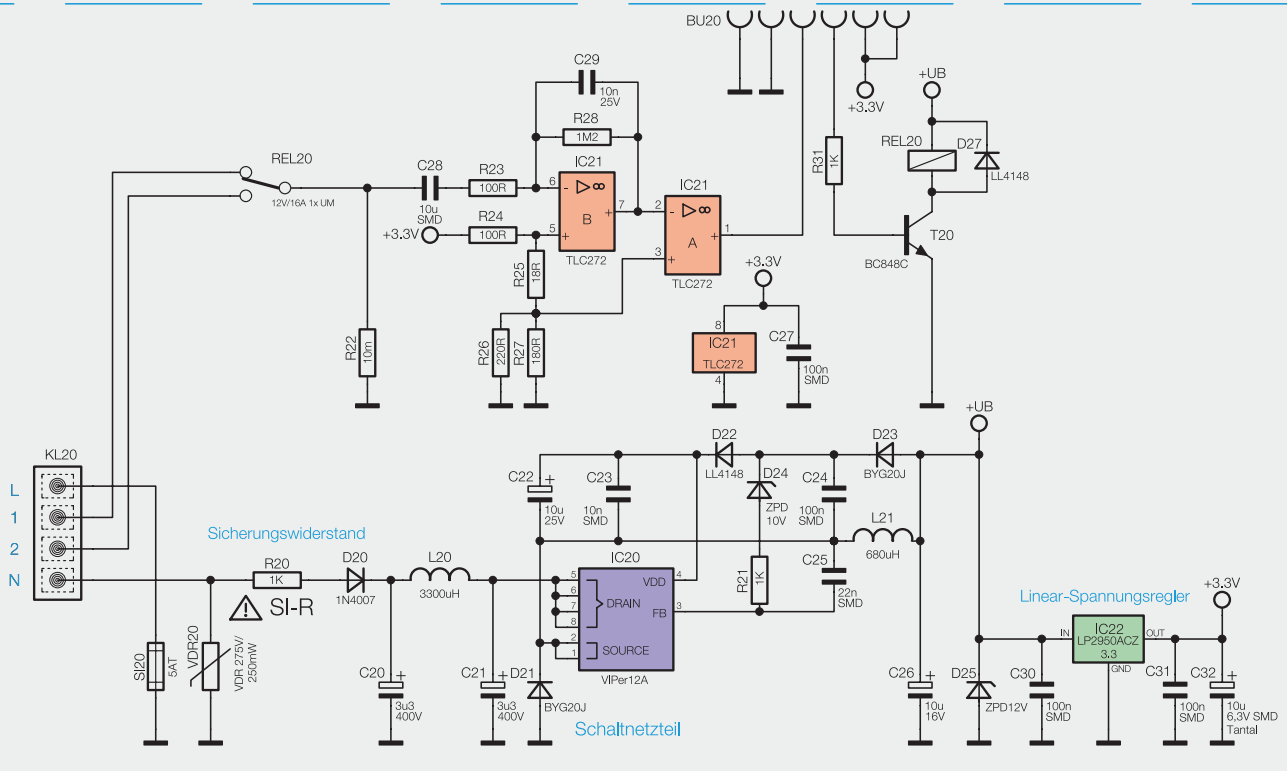 BU20
+3.3V
+UB
REL20
D27
LL4148
R31
1K
T20
BC848C
C29
10n
25V
R28
1M2
REL20
12V/16A 1x UM
C28
10u
SMD
R23
100R
R24
100R
+3.3V
IC21
6
-
▷∞
B
+
7
5
+
TLC272
IC21
2
-
▷∞
A
+
1
3
+
TLC272
R25
18R
R26
220R
R27
180R
R22
10m
+3.3V
8
IC21
TLC272
4
C27
100n
SMD
KL20
L
1
2
N
Sicherungswiderstand
R20
1K
SI-R
D20
1N4007
L20
3300uH
SI20
5AT
VDR20
VDR 275V/
250mW
C20
+
3u3
400V
C21
+
3u3
400V
D21
BYG20J
C22
+
10u
25V
C23
10n
SMD
D22
LL4148
D24
ZPD
10V
C24
100n
SMD
D23
BYG20J
L21
680uH
IC20
5
6
7
8
DRAIN
2
1
SOURCE
VDD
4
FB
3
VIPer12A
R21
1K
C25
22n
SMD
Schaltnetzteil
C26
+
10u
16V
+UB
D25
ZPD12V
C30
100n
SMD
Linear-Spannungsregler
IN
IC22
LP2950ACZ
3.3
OUT
GND
+3.3V
C31
100n
SMD
C32
+
10u
6,3V SMD
Tantal